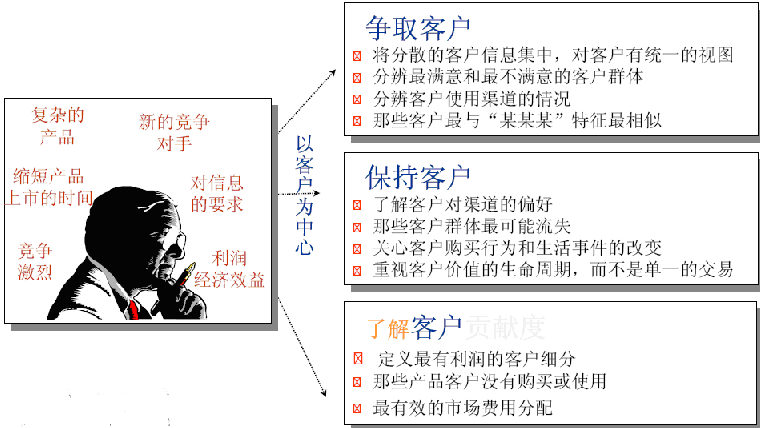 复杂的
产品
新的竞争
对手
缩短产品
上市的时间
对信息
的要求
竞争
激烈
利润
经济效益
以客户为中心
争取客户
将分散的客户信息集中，对客户有统一的视图
分辨最满意和最不满意的客户群体
分辨客户使用渠道的情况
那些客户最与“某某某”特征最相似
保持客户
了解客户对渠道的偏好
那些客户群体最可能流失
关心客户购买行为和生活事件的改变
重视客户价值的生命周期，而不是单一的交易
了解客户贡献度
定义最有利润的客户细分
那些产品客户没有购买或使用
最有效的市场费用分配